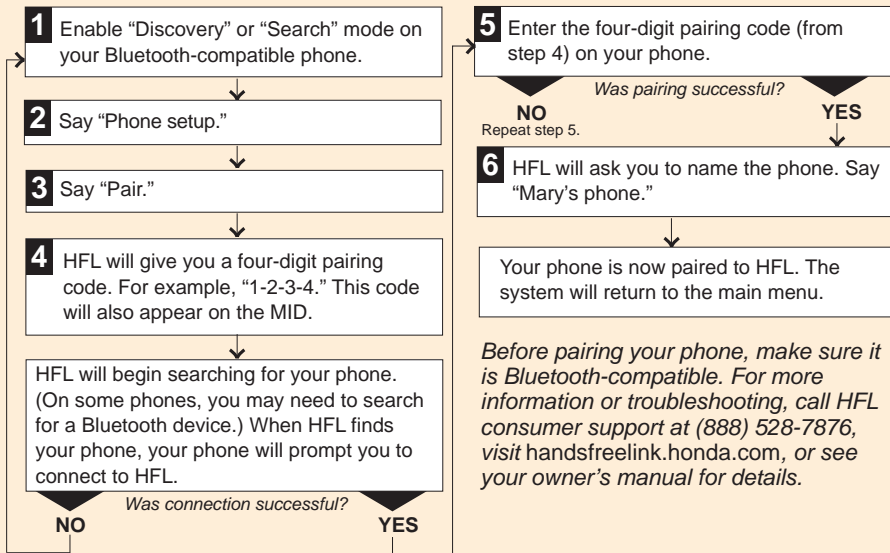 1 Enable “Discovery” or “Search” mode on
your Bluetooth-compatible phone.
2 Say “Phone setup.”
3 Say “Pair.”
4 HFL will give you a four-digit pairing
code. For example, “1-2-3-4.” This code
will also appear on the MID.
HFL will begin searching for your phone.
(On some phones, you may need to search
for a Bluetooth device.) When HFL finds
your phone, your phone will prompt you to
connect to HFL.
Was connection successful?
NO YES
5 Enter the four-digit pairing code (from
step 4) on your phone.
Was pairing successful?
NO YES
Repeat step 5.
6 HFL will ask you to name the phone. Say
“Mary’s phone.”
Your phone is now paired to HFL. The
system will return to the main menu.
Before pairing your phone, make sure it
is Bluetooth-compatible. For more
information or troubleshooting, call HFL
consumer support at (888) 528-7876,
visit handsfreelink.honda.com, or see
your owner’s manual for details.